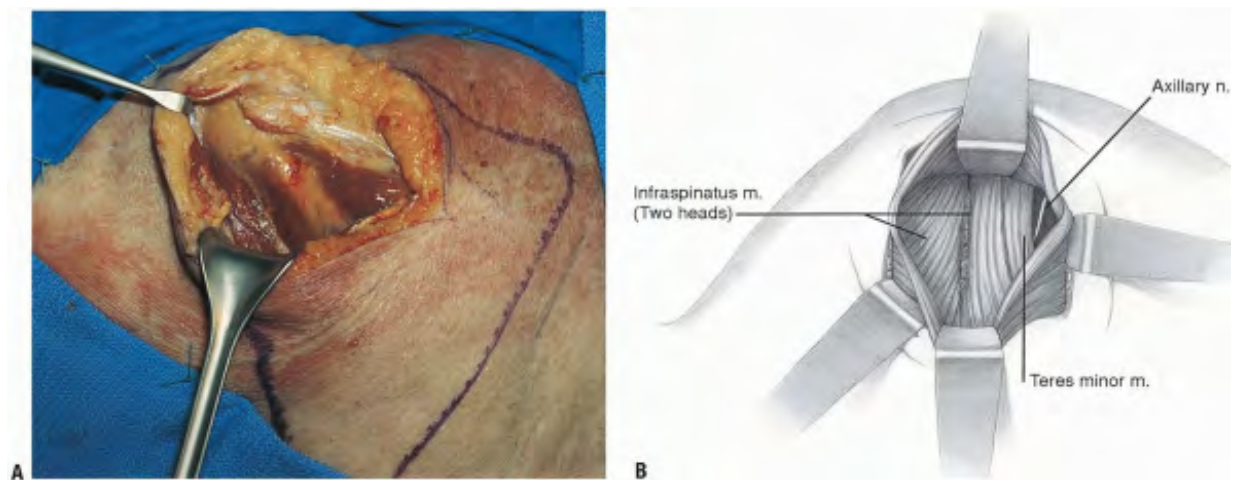 Axillary n.
Infraspinatus m.
(Two heads)
Teres minor m.
A
B